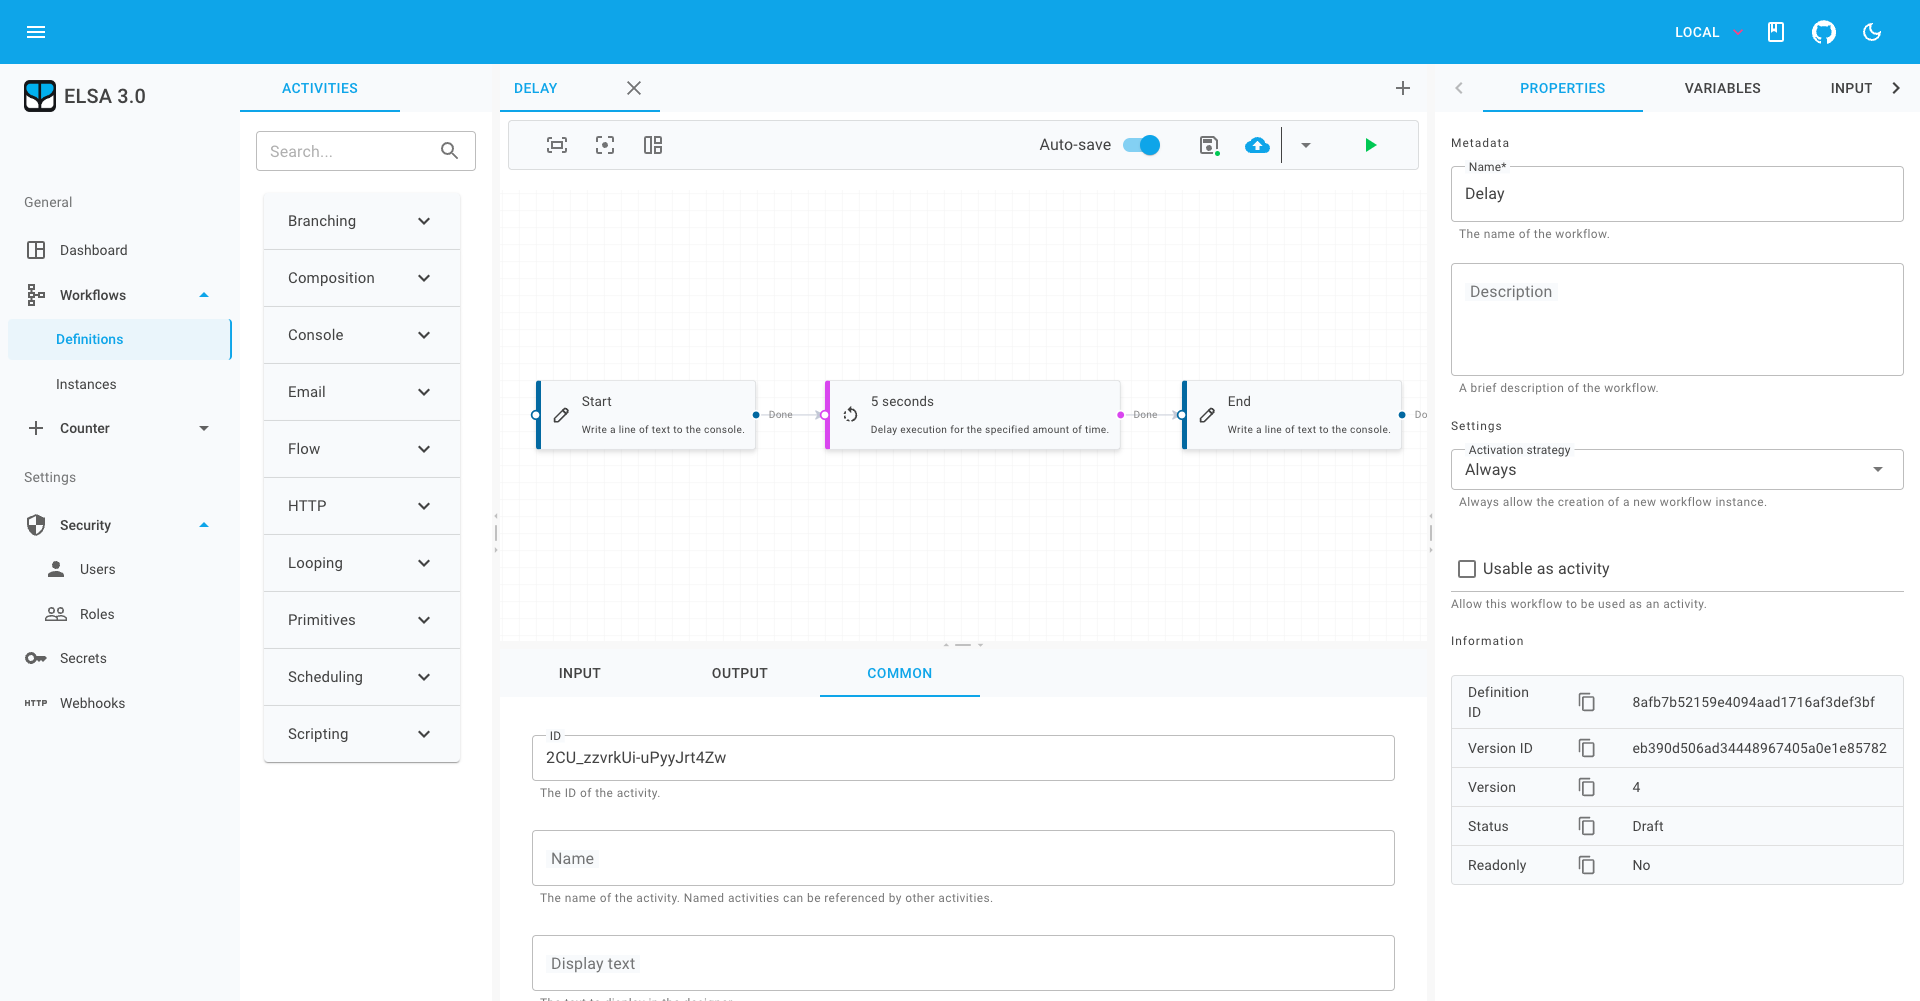 LOCAL
ELSA 3.0
General
Dashboard
Workflows
Definitions
Instances
Counter
Settings
Security
Users
Roles
Secrets
HTTP Webhooks
ACTIVITIES
Search...
Branching
Composition
Console
Email
Flow
HTTP
Looping
Primitives
Scheduling
Scripting
DELAY
Auto-save
Start
Write a line of text to the console.
Done
5 seconds
Delay execution for the specified amount of time.
Done
End
Write a line of text to the console.
Do
INPUT OUTPUT COMMON
ID
2CU_zzvrkUi-uPyyJrt4Zw
The ID of the activity.
Name
The name of the activity. Named activities can be referenced by other activities.
Display text
The text to display in the designer.
PROPERTIES VARIABLES INPUT
Metadata
Name*
Delay
The name of the workflow.
Description
A brief description of the workflow.
Settings
Activation strategy
Always
Always allow the creation of a new workflow instance.
Usable as activity
Allow this workflow to be used as an activity.
Information
Definition
ID
8afb7b52159e4094aad1716af3def3bf
Version ID eb390d506ad34448967405a0e1e85782
Version 4
Status Draft
Readonly No